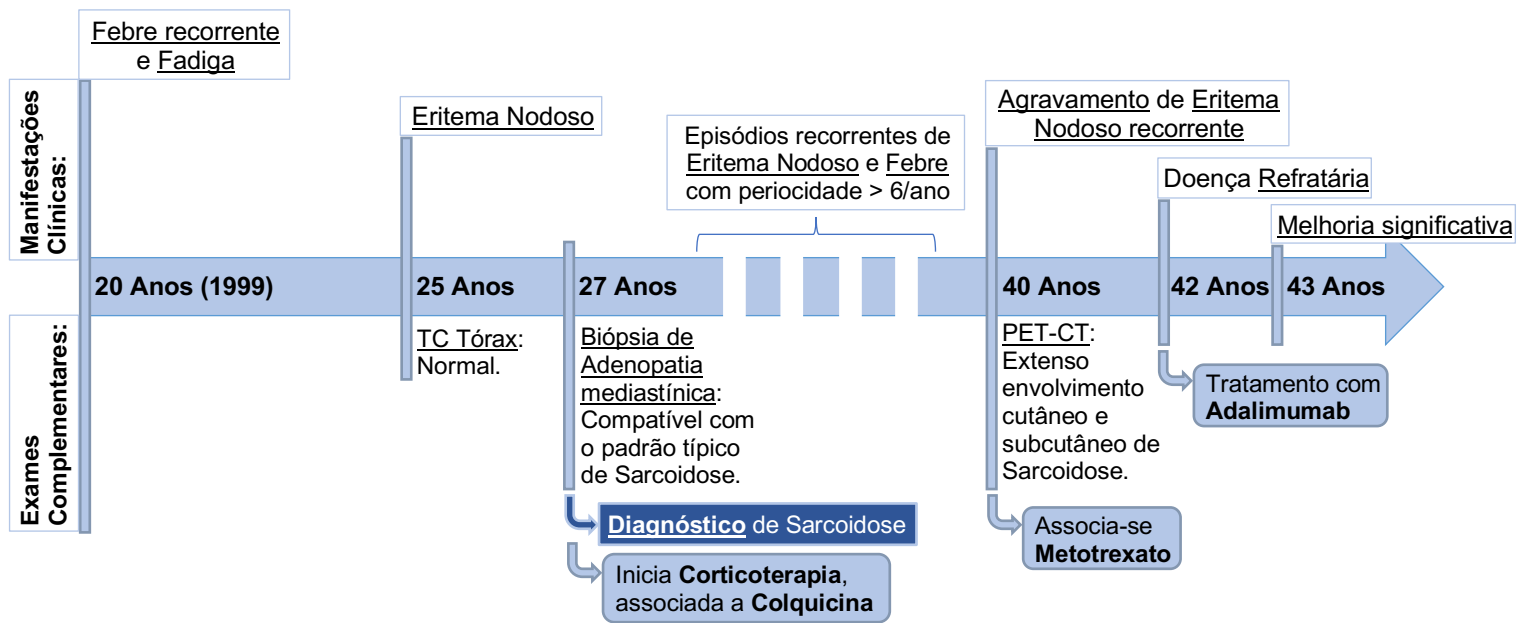 Febre recorrente
e Fadiga
Manifestações
Clínicas:
Eritema Nodoso
Episódios recorrentes de
Eritema Nodoso e Febre
com periocidade > 6/ano
Agravamento de Eritema
Nodoso recorrente
Doença Refratária
Melhoria significativa
20 Anos (1999)
25 Anos
27 Anos
40 Anos
42 Anos
43 Anos
Exames
Complementares:
TC Tórax:
Normal.
Biópsia de
Adenopatia
mediastínica:
Compatível com
o padrão típico
de Sarcoidose.
Diagnóstico de Sarcoidose
Inicia Corticoterapia,
associada a Colquicina
PET-CT:
Extenso
envolvimento
cutâneo e
subcutâneo de
Sarcoidose.
Associa-se
Metotrexato
Tratamento com
Adalimumab